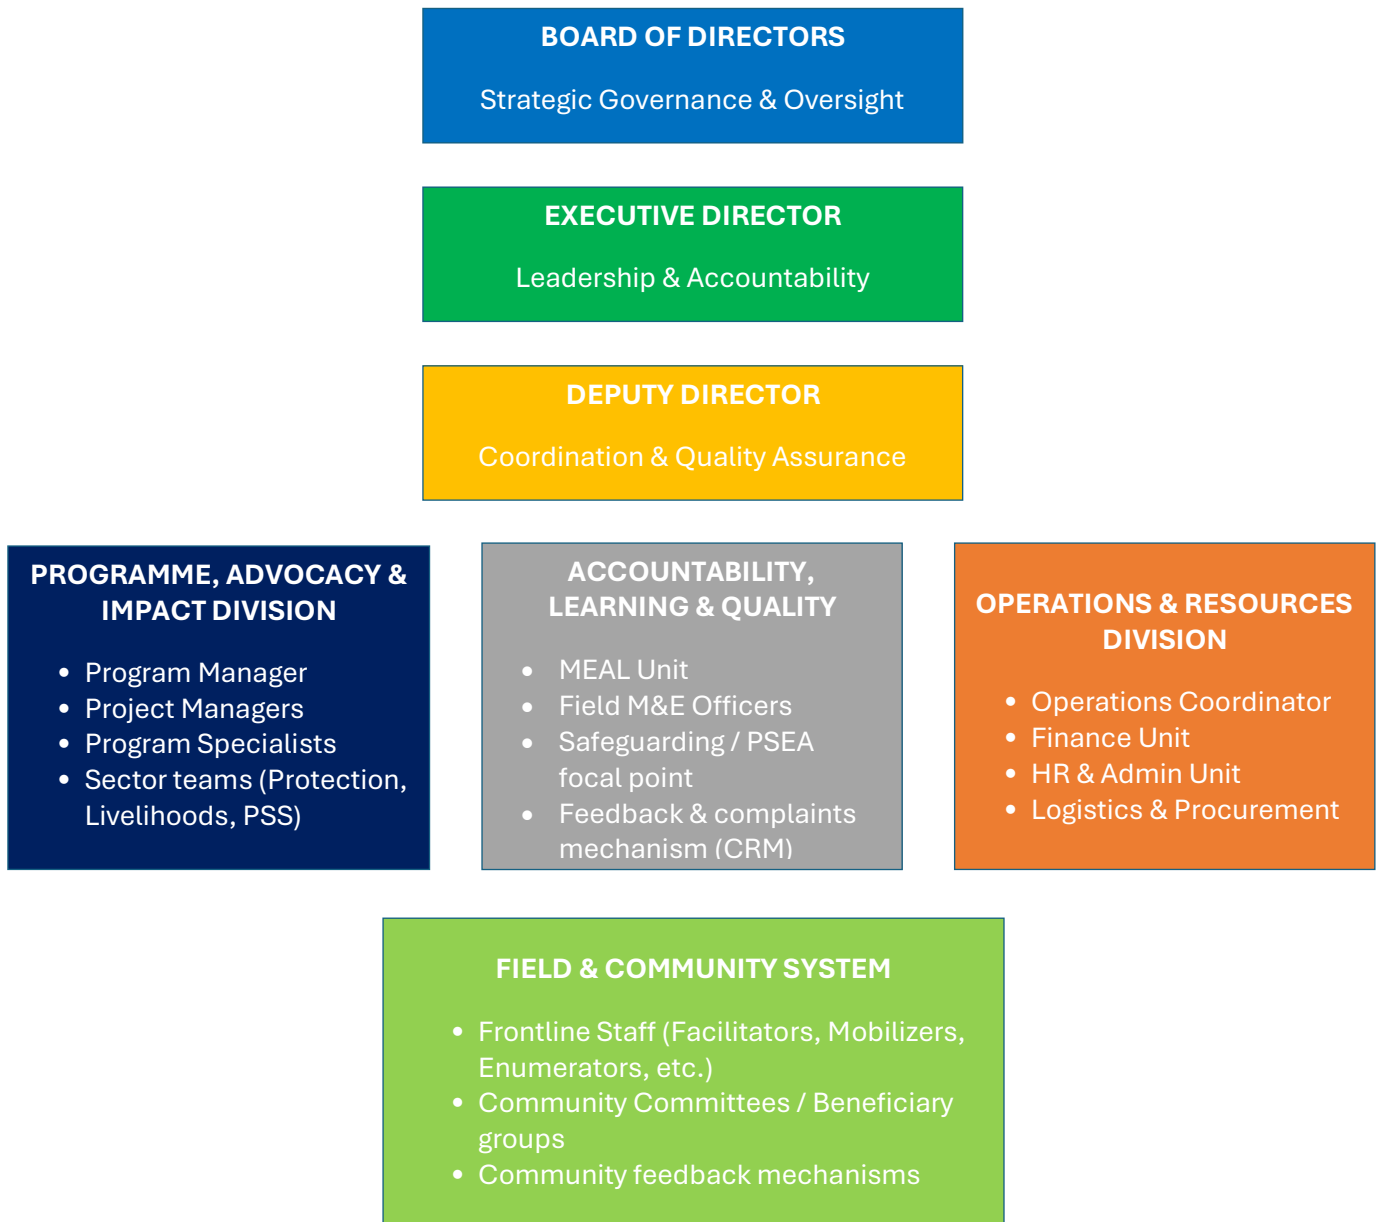 BOARD OF DIRECTORS
Strategic Governance & Oversight
EXECUTIVE DIRECTOR
Leadership & Accountability
DEPUTY DIRECTOR
Coordination & Quality Assurance
PROGRAMME, ADVOCACY &
IMPACT DIVISION
• Program Manager
• Project Managers
• Program Specialists
• Sector teams (Protection,
Livelihoods, PSS)
ACCOUNTABILITY,
LEARNING & QUALITY
• MEAL Unit
• Field M&E Officers
• Safeguarding / PSEA
focal point
• Feedback & complaints
mechanism (CRM)
OPERATIONS & RESOURCES
DIVISION
• Operations Coordinator
• Finance Unit
• HR & Admin Unit
• Logistics & Procurement
FIELD & COMMUNITY SYSTEM
• Frontline Staff (Facilitators, Mobilizers,
Enumerators, etc.)
• Community Committees / Beneficiary
groups
• Community feedback mechanisms